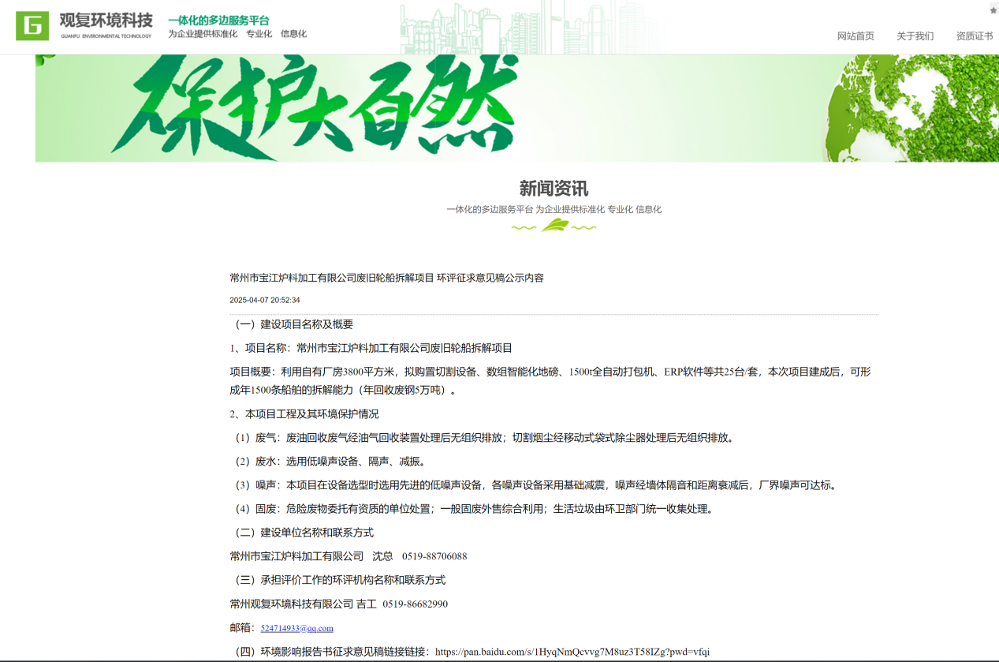 观复环境科技
GUANFU ENVIRONMENTAL TECHNOLOGY
一体化的多边服务平台
为企业提供标准化 专业化 信息化
网站首页 关于我们 资质证书
保护大自然
新闻资讯
一体化的多边服务平台 为企业提供标准化 专业化 信息化
常州市宝江炉料加工有限公司废旧轮船拆解项目 环评征求意见稿公示内容
2025-04-07 20:52:34
（一）建设项目名称及概要
1、项目名称：常州市宝江炉料加工有限公司废旧轮船拆解项目
项目概要：利用自有厂房3800平方米，拟购置切割设备、数组智能化地磅、1500t全自动打包机、ERP软件等共25台/套，本次项目建成后，可形
成年1500条船舶的拆解能力（年回收废钢5万吨）。
2、本项目工程及其环境保护情况
（1）废气：废油回收废气经油气回收装置处理后无组织排放；切割烟尘经移动式袋式除尘器处理后无组织排放。
（2）废水：选用低噪声设备、隔声、减振。
（3）噪声：本项目在设备选型时选用先进的低噪声设备，各噪声设备采用基础减震，噪声经墙体隔音和距离衰减后，厂界噪声可达标。
（4）固废：危险废物委托有资质的单位处置；一般固废外售综合利用；生活垃圾由环卫部门统一收集处理。
（二）建设单位名称和联系方式
常州市宝江炉料加工有限公司 沈总 0519-88706088
（三）承担评价工作的环评机构名称和联系方式
常州观复环境科技有限公司 吉工 0519-86682990
邮箱：524714933@qq.com
（四）环境影响报告书征求意见稿链接链接：https://pan.baidu.com/s/1HyqNmQcvvg7M8uz3T58IZg?pwd=vfqi